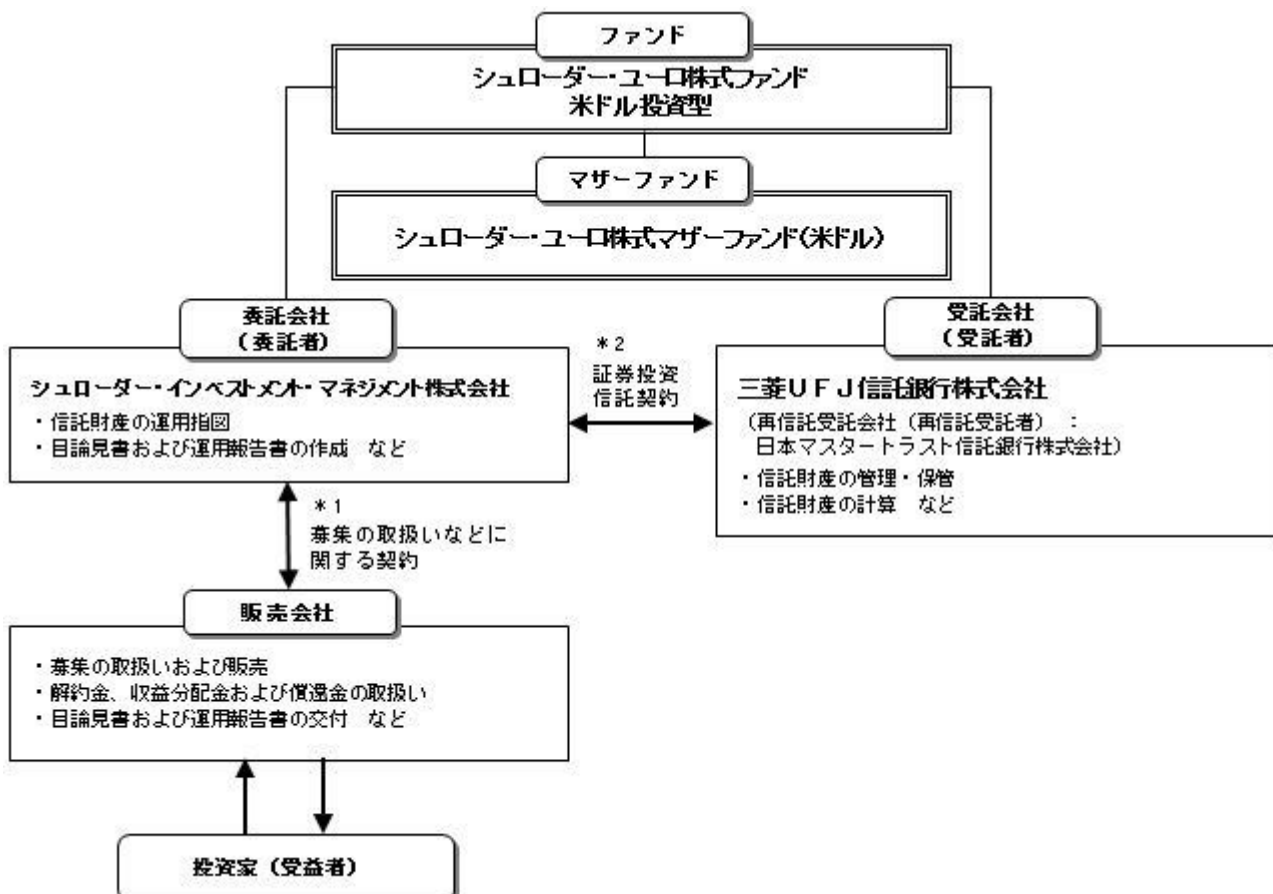 ファンド
シュローダー・ユーロ株式ファンド
米ドル投資型
マザーファンド
シュローダー・ユーロ株式マザーファンド(米ドル)
委託会社
(委託者)
シュローダー・インベストメント・マネジメント株式会社
・信託財産の運用指図
・目論見書および運用報告書の作成 など
*2
証券投資
信託契約
受託会社
(受託者)
三菱UFJ信託銀行株式会社
(再信託受託会社(再信託受託者) :
日本マスタートラスト信託銀行株式会社)
・信託財産の管理・保管
・信託財産の計算 など
*1
募集の取扱いなどに
関する契約
販売会社
・募集の取扱いおよび販売
・解約金、収益分配金および償還金の取扱い
・目論見書および運用報告書の交付 など
投資家(受益者)